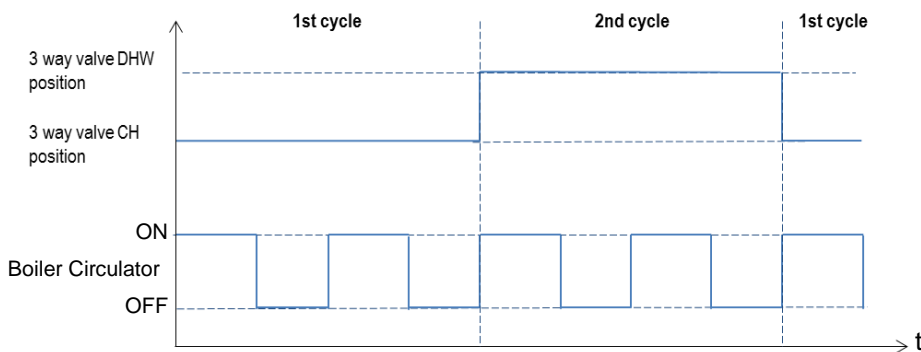 1st cycle
2nd cycle
1st cycle
3 way valve DHW
position
3 way valve CH
position
ON
Boiler Circulator
OFF
t